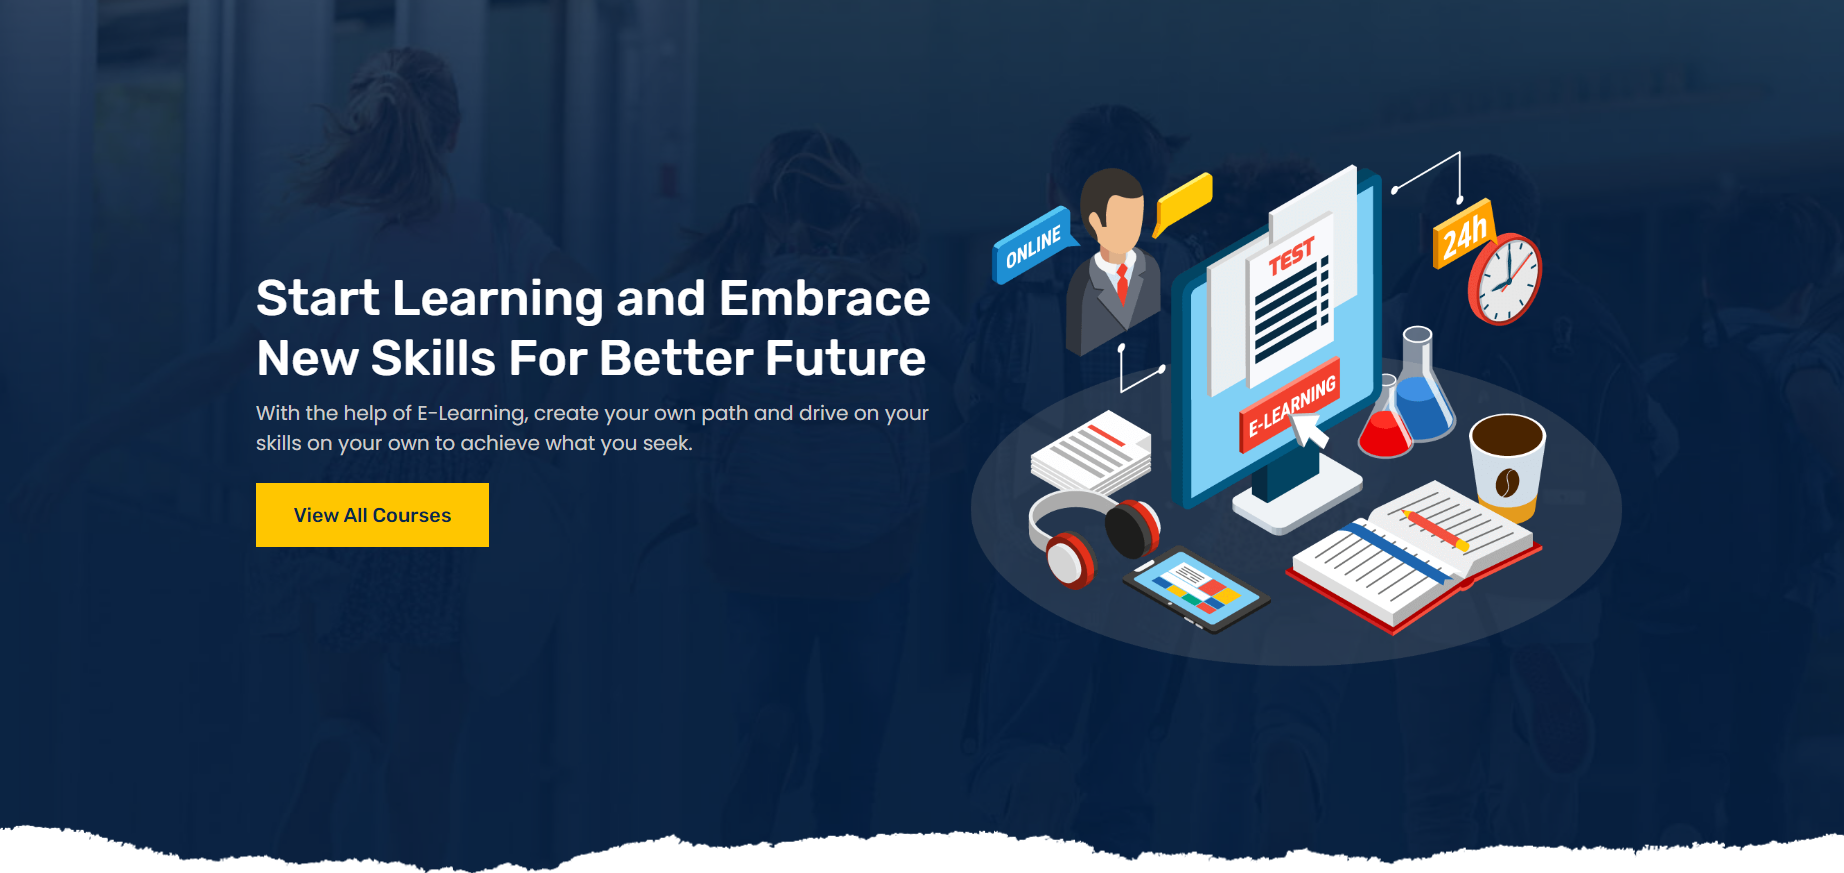 Start Learning and Embrace
New Skills For Better Future
With the help of E-Learning, create your own path and drive on your
skills on your own to achieve what you seek.
View All Courses
ONLINE
TEST
24h
E-LEARNING